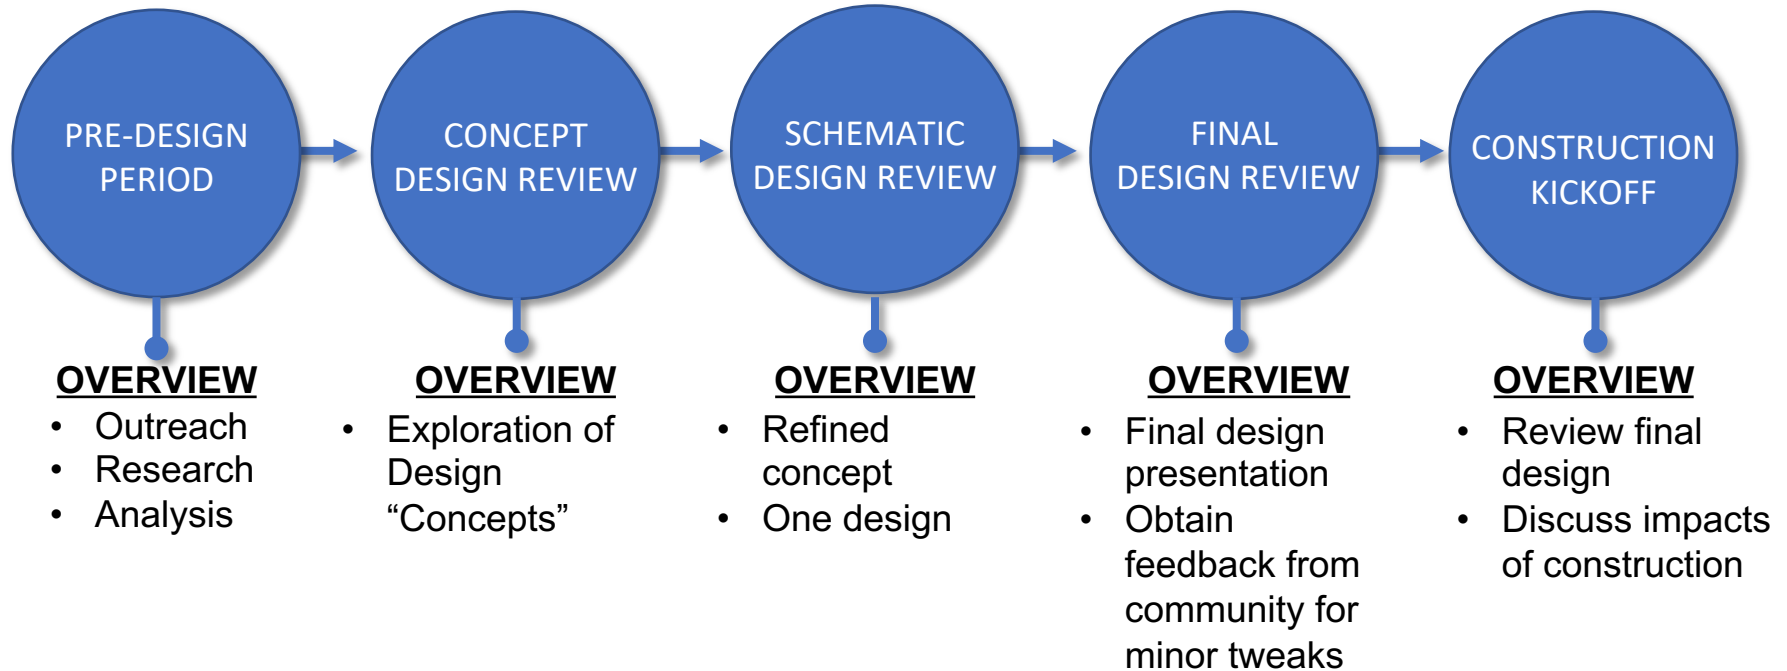 PRE-DESIGN
PERIOD
CONCEPT
DESIGN REVIEW
SCHEMATIC
DESIGN REVIEW
FINAL
DESIGN REVIEW
CONSTRUCTION
KICKOFF
OVERVIEW
• Outreach
• Research
• Analysis
OVERVIEW
• Exploration of
Design
“Concepts”
OVERVIEW
• Refined
concept
• One design
OVERVIEW
• Final design
presentation
• Obtain
feedback from
community for
minor tweaks
OVERVIEW
• Review final
design
• Discuss impacts
of construction